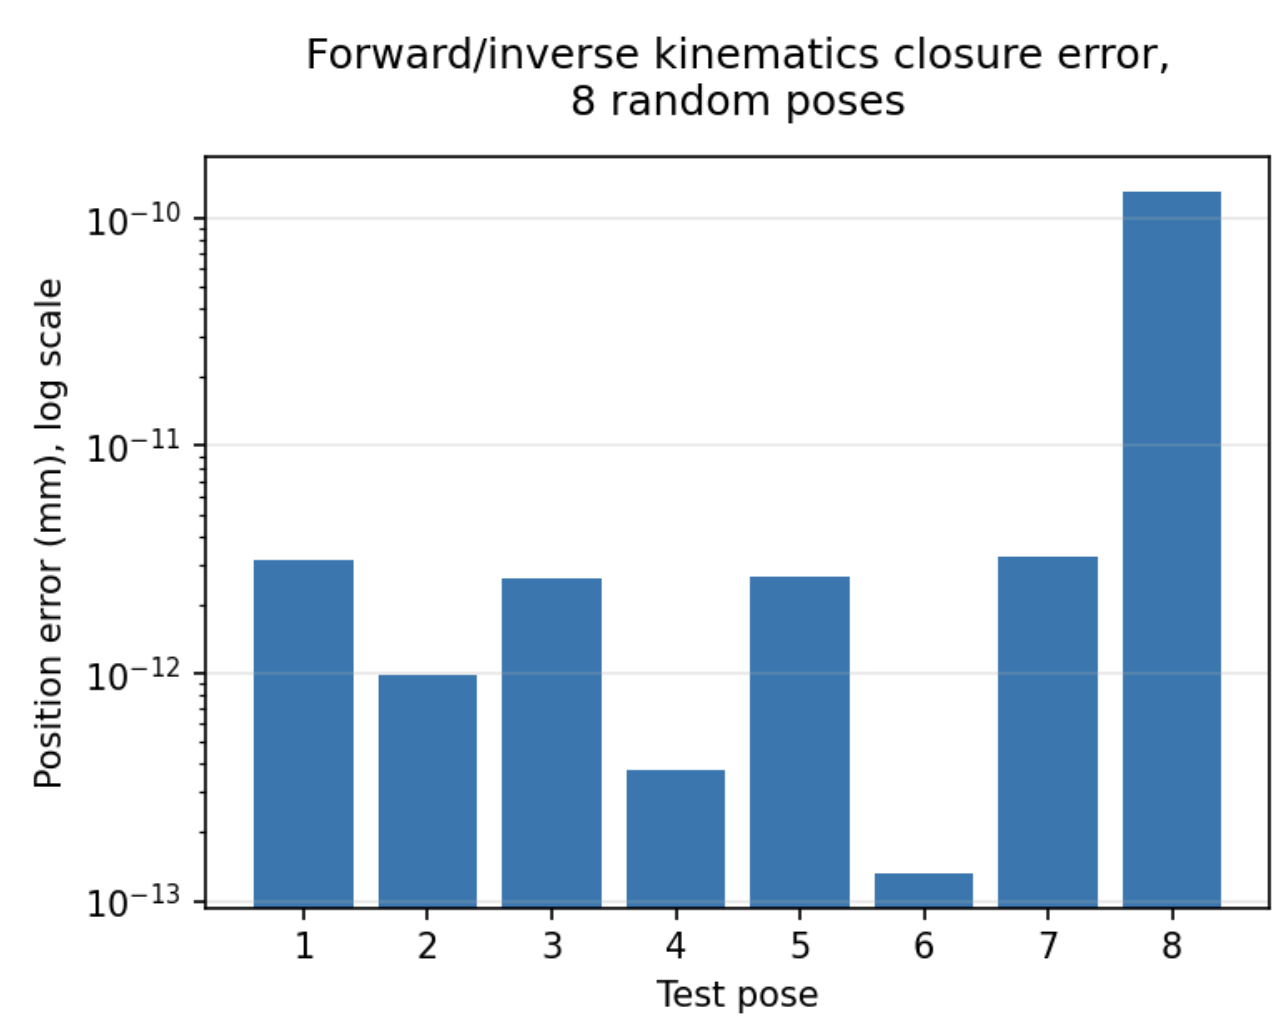 Forward/inverse kinematics closure error,
8 random poses
Position error (mm), log scale
10⁻¹⁰
10⁻¹¹
10⁻¹²
10⁻¹³
1 2 3 4 5 6 7 8
Test pose